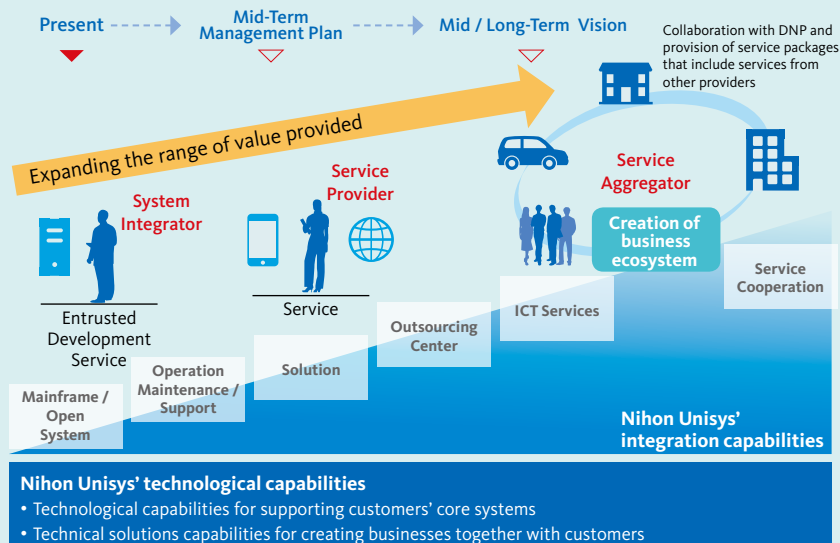 Present
Mid-Term
Management Plan
Mid / Long-Term Vision
Collaboration with DNP and
provision of service packages
that include services from
other providers
Expanding the range of value provided
System
Integrator
Service
Provider
Service
Aggregator
Creation of
business
ecosystem
Entrusted
Development
Service
Service
Mainframe /
Open
System
Operation
Maintenance /
Support
Solution
Outsourcing
Center
ICT Services
Service
Cooperation
Nihon Unisys’
integration capabilities
Nihon Unisys’ technological capabilities
• Technological capabilities for supporting customers’ core systems
• Technical solutions capabilities for creating businesses together with customers